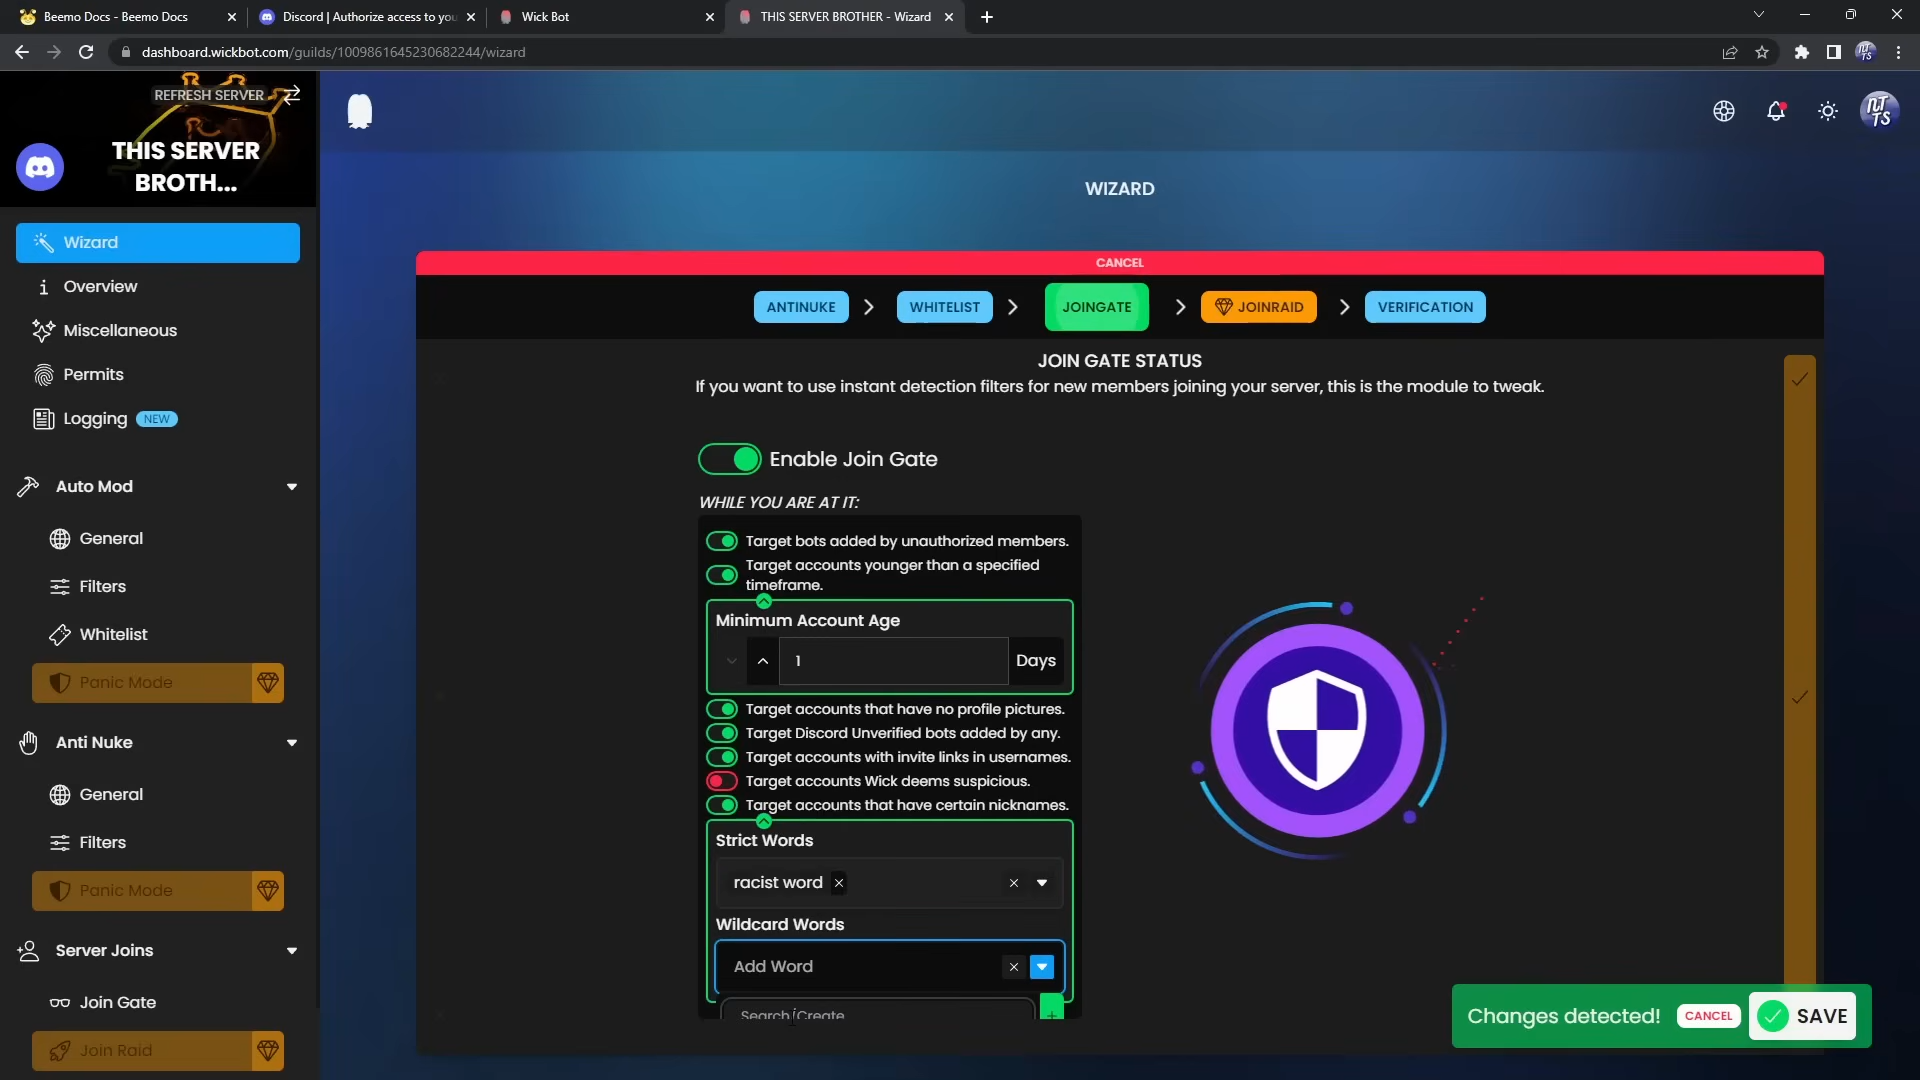 Beemo Docs - Beemo Docs
Discord | Authorize access to you
Wick Bot
THIS SERVER BROTHER - Wizard
dashboard.wickbot.com/guilds/1009861645230682244/wizard
REFRESH SERVER
THIS SERVER
BROTH...
NTTS
Wizard
Overview
Miscellaneous
Permits
Logging NEW
Auto Mod
General
Filters
Whitelist
Panic Mode
Anti Nuke
General
Filters
Panic Mode
Server Joins
Join Gate
Join Raid
WIZARD
CANCEL
ANTINUKE
WHITELIST
JOINGATE
JOINRAID
VERIFICATION
JOIN GATE STATUS
If you want to use instant detection filters for new members joining your server, this is the module to tweak.
Enable Join Gate
WHILE YOU ARE AT IT:
Target bots added by unauthorized members.
Target accounts younger than a specified
timeframe.
Minimum Account Age
1 Days
Target accounts that have no profile pictures.
Target Discord Unverified bots added by any.
Target accounts with invite links in usernames.
Target accounts Wick deems suspicious.
Target accounts that have certain nicknames.
Strict Words
racist word
Wildcard Words
Add Word
Search/Create
Changes detected! CANCEL SAVE